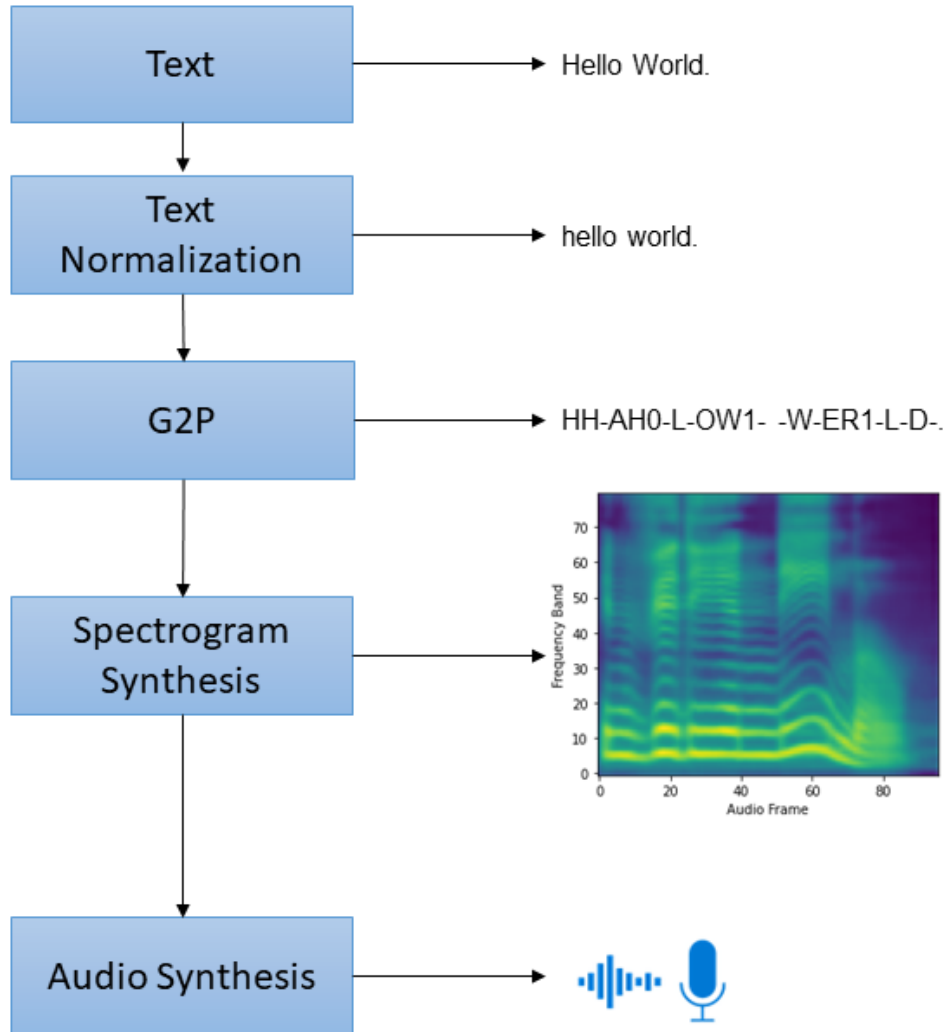 Text
Hello World.
Text
Normalization
hello world.
G2P
HH-AH0-L-OW1- -W-ER1-L-D-.
Spectrogram
Synthesis
Frequency Band
70
60
50
40
30
20
10
0
0 20 40 60 80
Audio Frame
Audio Synthesis